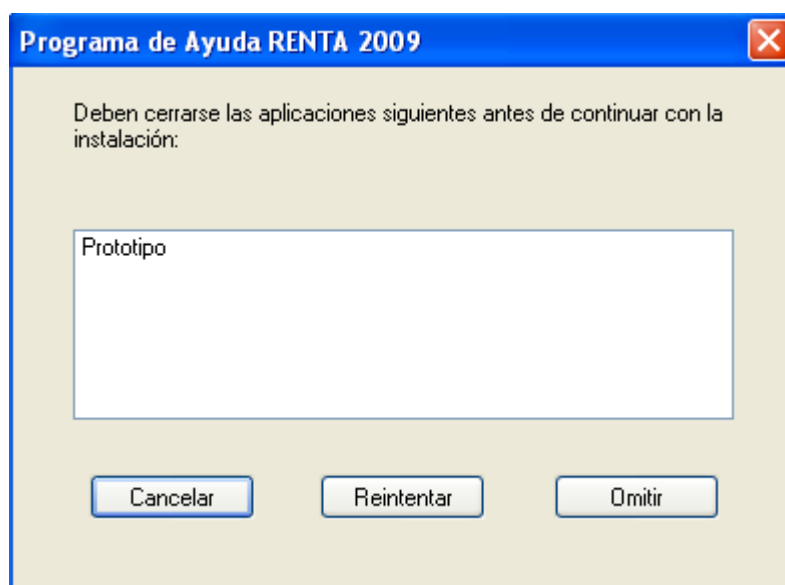 Programa de Ayuda RENTA 2009
Deben cerrarse las aplicaciones siguientes antes de continuar con la
instalación:
Prototipo
Cancelar
Reintentar
Omitir